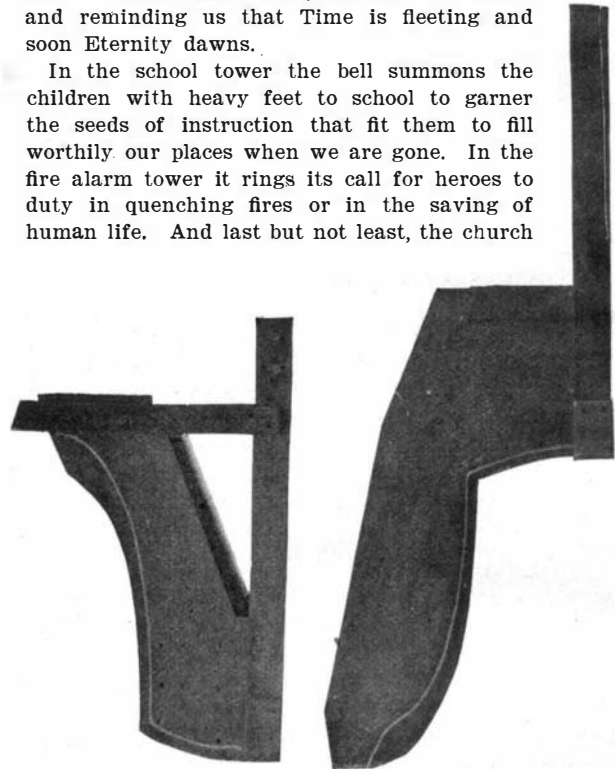 and reminding us that Time is fleeting and
soon Eternity dawns.
In the school tower the bell summons the
children with heavy feet to school to garner
the seeds of instruction that fit them to fill
worthily our places when we are gone. In the
fire alarm tower it rings its call for heroes to
duty in quenching fires or in the saving of
human life. And last but not least, the church